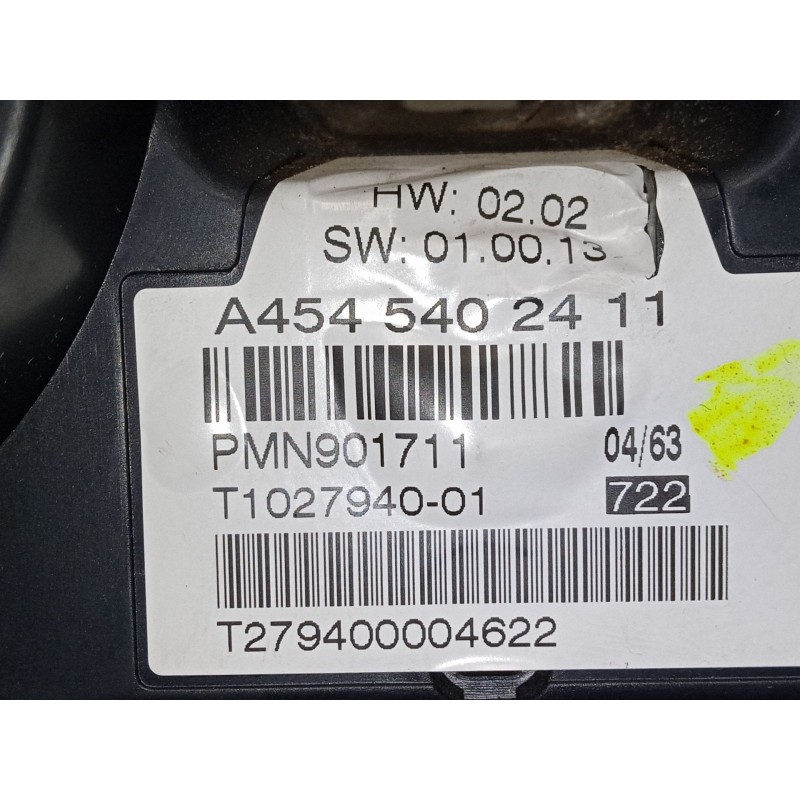 HW: 02.02
SW: 01.00.13
A454 540 24 11
PMN901711 04/63
T1027940-01 722
T279400004622